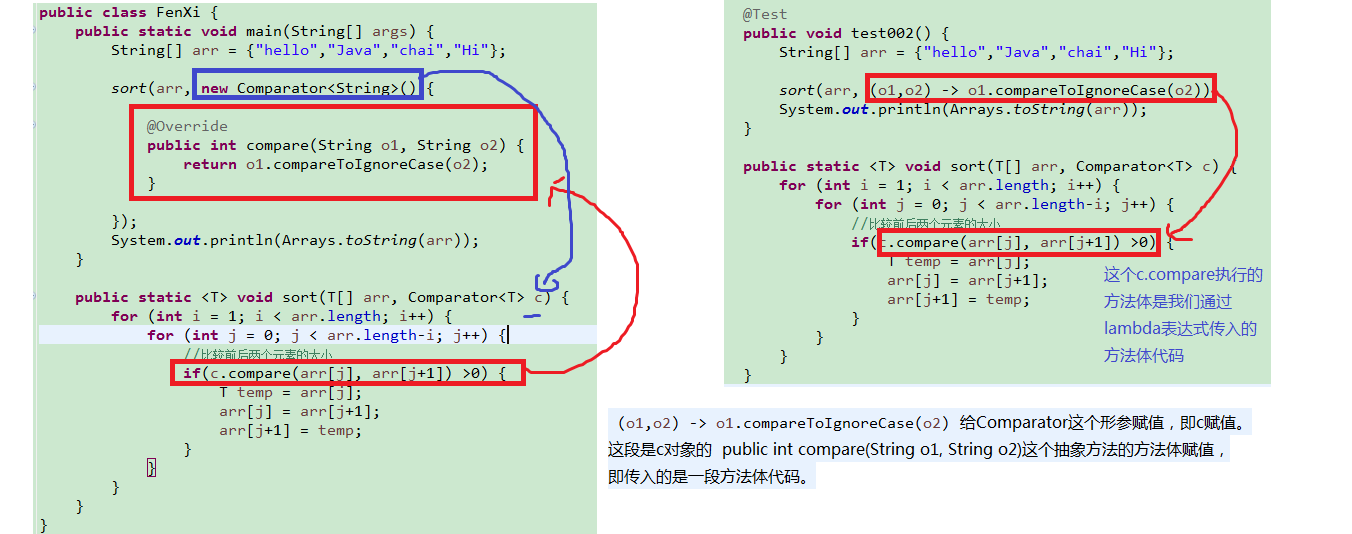 public class FenXi {
public static void main(String[] args) {
String[] arr = {"hello","Java","chai","Hi"};
sort(arr, new Comparator<String>() {
@Override
public int compare(String o1, String o2) {
return o1.compareToIgnoreCase(o2);
}
});
System.out.println(Arrays.toString(arr));
}
public static <T> void sort(T[] arr, Comparator<T> c) {
for (int i = 1; i < arr.length; i++) {
for (int j = 0; j < arr.length-i; j++) {
//比较前后两个元素的大小
if(c.compare(arr[j], arr[j+1]) >0) {
T temp = arr[j];
arr[j] = arr[j+1];
arr[j+1] = temp;
}
}
}
}
}
@Test
public void test002() {
String[] arr = {"hello","Java","chai","Hi"};
sort(arr, (o1,o2) -> o1.compareToIgnoreCase(o2));
System.out.println(Arrays.toString(arr));
}
public static <T> void sort(T[] arr, Comparator<T> c) {
for (int i = 1; i < arr.length; i++) {
for (int j = 0; j < arr.length-i; j++) {
//比较前后两个元素的大小
if(c.compare(arr[j], arr[j+1]) >0) {
T temp = arr[j];
arr[j] = arr[j+1];
arr[j+1] = temp;
}
}
}
}
这个c.compare执行的
方法体是我们通过
lambda表达式传入的
方法体代码
(o1,o2) -> o1.compareToIgnoreCase(o2) 给Comparator这个形参赋值，即c赋值。
这段是c对象的 public int compare(String o1, String o2)这个抽象方法的方法体赋值，
即传入的是一段方法体代码。